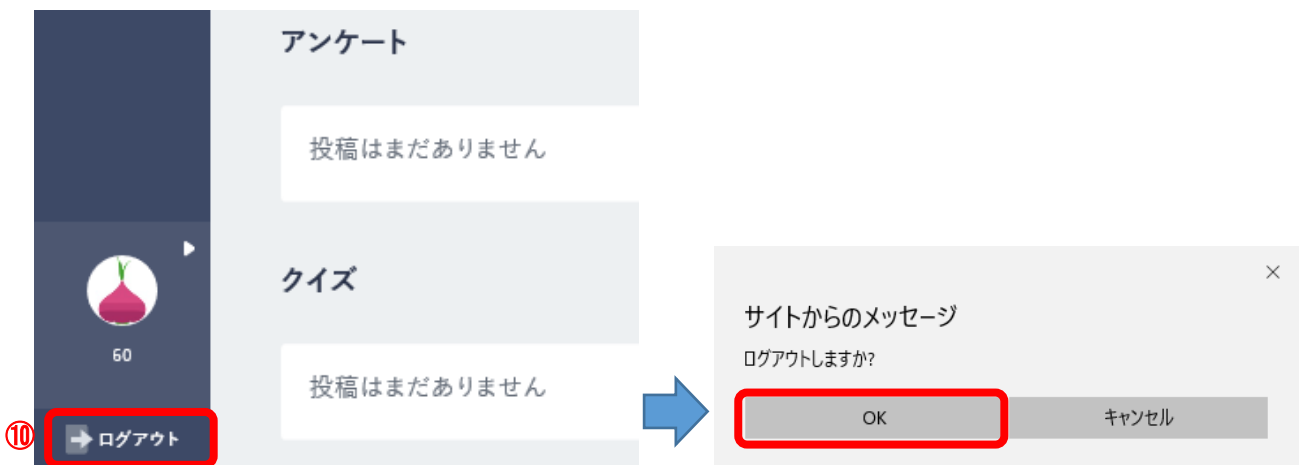 アンケート
投稿はまだありません
クイズ
投稿はまだありません
60
⑩ ログアウト
サイトからのメッセージ
ログアウトしますか?
OK
キャンセル